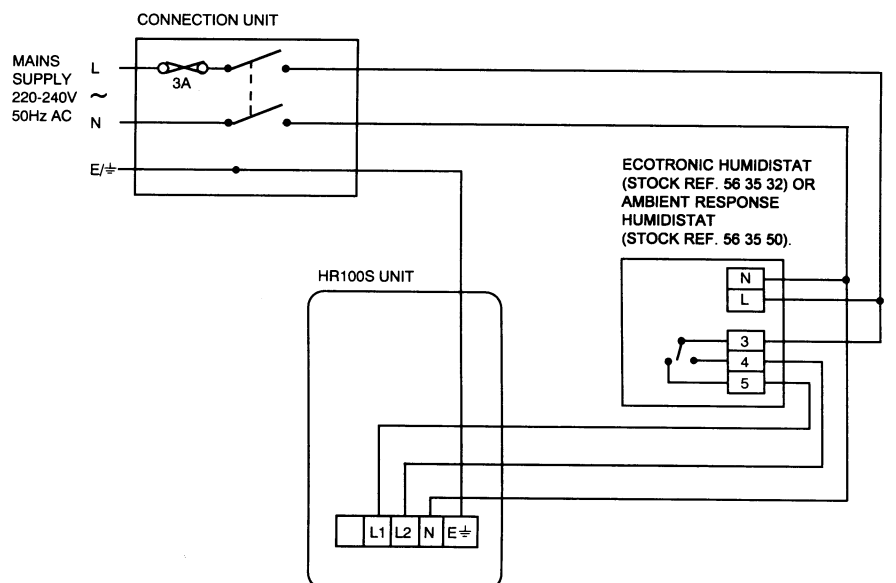 CONNECTION UNIT
MAINS
SUPPLY
220-240V
∼
50Hz AC
L
3A
N
E/⏚
ECOTRONIC HUMIDISTAT
(STOCK REF. 56 35 32) OR
AMBIENT RESPONSE
HUMIDISTAT
(STOCK REF. 56 35 50).
N
L
3
4
5
HR100S UNIT
L1 L2 N E⏚